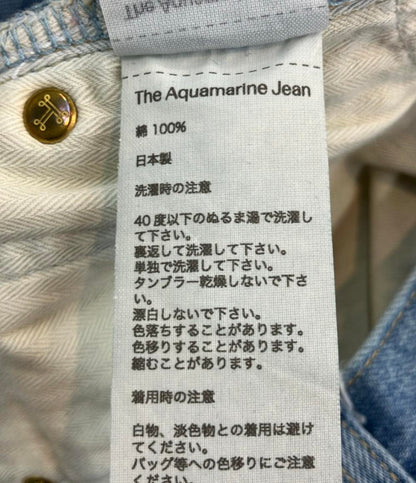 The Aquamarine Jean
綿 100%
日本製
洗濯時の注意
40 度以下のぬるま湯で洗濯し
て下さい。
裏返して洗濯して下さい。
単独で洗濯して下さい。
タンブラー乾燥しないで下さ
い。
漂白しないで下さい。
色落ちすることがあります。
色移りすることがあります。
縮むことがあります。
着用時の注意
白物、淡色物との着用は避け
てください。
バッグ等への色移りにご注意